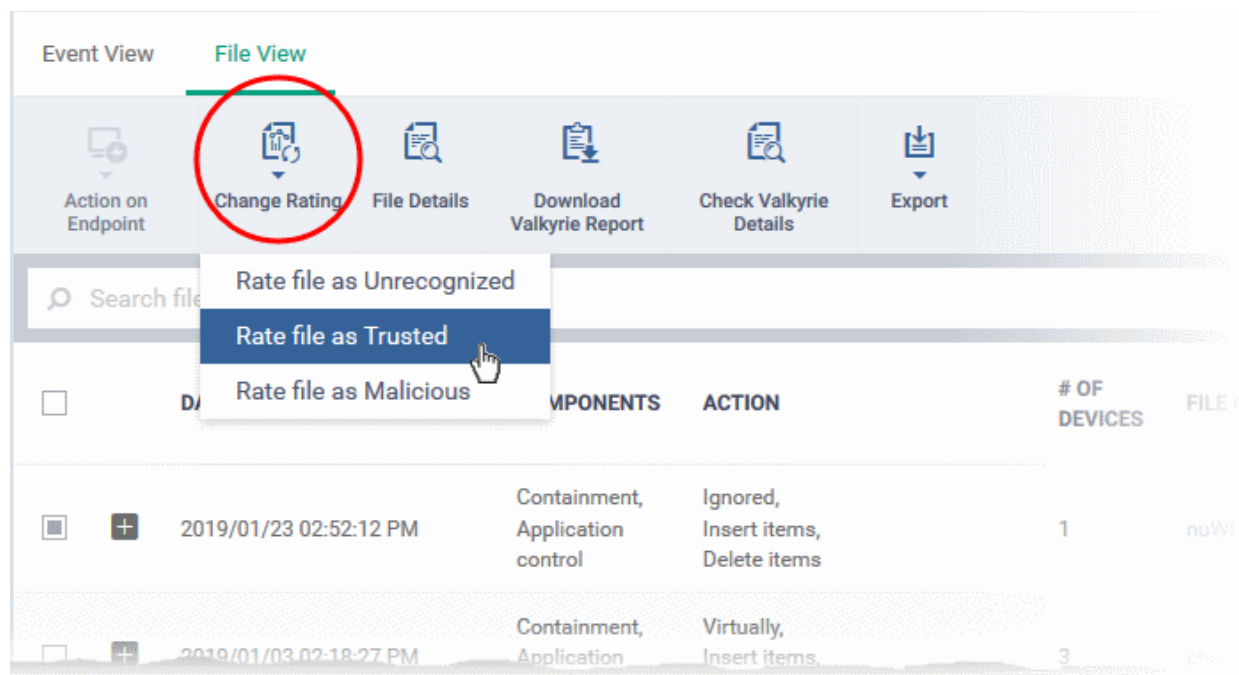 Event View
File View
Action on
Endpoint
Change Rating
File Details
Download
Valkyrie Report
Check Valkyrie
Details
Export
Search file
Rate file as Unrecognized
Rate file as Trusted
Rate file as Malicious
MPONENTS
ACTION
# OF
DEVICES
FILE
2019/01/23 02:52:12 PM
Containment,
Application
control
Ignored,
Insert items,
Delete items
1
nuW
2019/01/03 02:18:27 PM
Containment,
Application
Virtually,
Insert items,
3